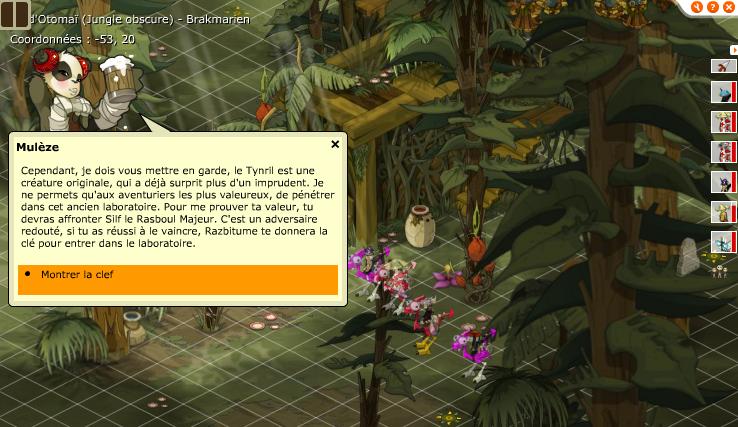 d'Otomaï (Jungle obscure) - Brakmarien
Coordonnées : -53, 20
Mulèze
Cependant, je dois vous mettre en garde, le Tynril est une
créature originale, qui a déjà surprit plus d'un imprudent. Je
ne permets qu'aux aventuriers les plus valeureux, de pénétrer
dans cet ancien laboratoire. Pour me prouver ta valeur, tu
devras affronter Silf le Rasboul Majeur. C'est un adversaire
redouté, si tu as réussi à le vaincre, Razbitume te donnera la
clé pour entrer dans le laboratoire.
Montrer la clef